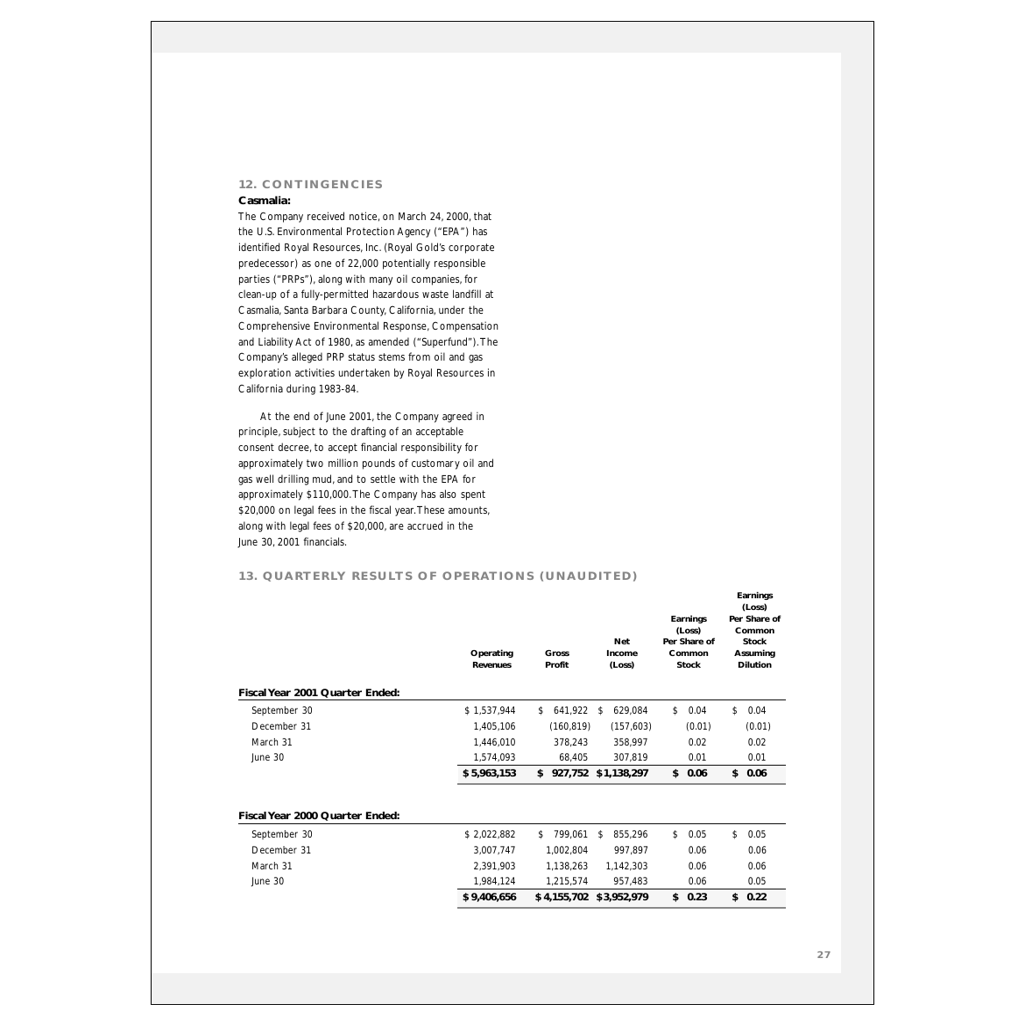 12. CONTINGENCIES
Casmalia:
The Company received notice, on March 24, 2000, that
the U.S. Environmental Protection Agency (“EPA”) has
identified Royal Resources, Inc. (Royal Gold’s corporate
predecessor) as one of 22,000 potentially responsible
parties (“PRPs”), along with many oil companies, for
clean-up of a fully-permitted hazardous waste landfill at
Casmalia, Santa Barbara County, California, under the
Comprehensive Environmental Response, Compensation
and Liability Act of 1980, as amended (“Superfund”). The
Company’s alleged PRP status stems from oil and gas
exploration activities undertaken by Royal Resources in
California during 1983-84.
At the end of June 2001, the Company agreed in
principle, subject to the drafting of an acceptable
consent decree, to accept financial responsibility for
approximately two million pounds of customary oil and
gas well drilling mud, and to settle with the EPA for
approximately $110,000. The Company has also spent
$20,000 on legal fees in the fiscal year. These amounts,
along with legal fees of $20,000, are accrued in the
June 30, 2001 financials.
13. QUARTERLY RESULTS OF OPERATIONS (UNAUDITED)
Earnings
(Loss)
Earnings Per Share of
(Loss) Common
Net Per Share of Stock
Operating Gross Income Common Assuming
Revenues Profit (Loss) Stock Dilution
Fiscal Year 2001 Quarter Ended:
September 30 $ 1,537,944 $ 641,922 $ 629,084 $ 0.04 $ 0.04
December 31 1,405,106 (160,819) (157,603) (0.01) (0.01)
March 31 1,446,010 378,243 358,997 0.02 0.02
June 30 1,574,093 68,405 307,819 0.01 0.01
$ 5,963,153 $ 927,752 $ 1,138,297 $ 0.06 $ 0.06
Fiscal Year 2000 Quarter Ended:
September 30 $ 2,022,882 $ 799,061 $ 855,296 $ 0.05 $ 0.05
December 31 3,007,747 1,002,804 997,897 0.06 0.06
March 31 2,391,903 1,138,263 1,142,303 0.06 0.06
June 30 1,984,124 1,215,574 957,483 0.06 0.05
$ 9,406,656 $ 4,155,702 $ 3,952,979 $ 0.23 $ 0.22
27